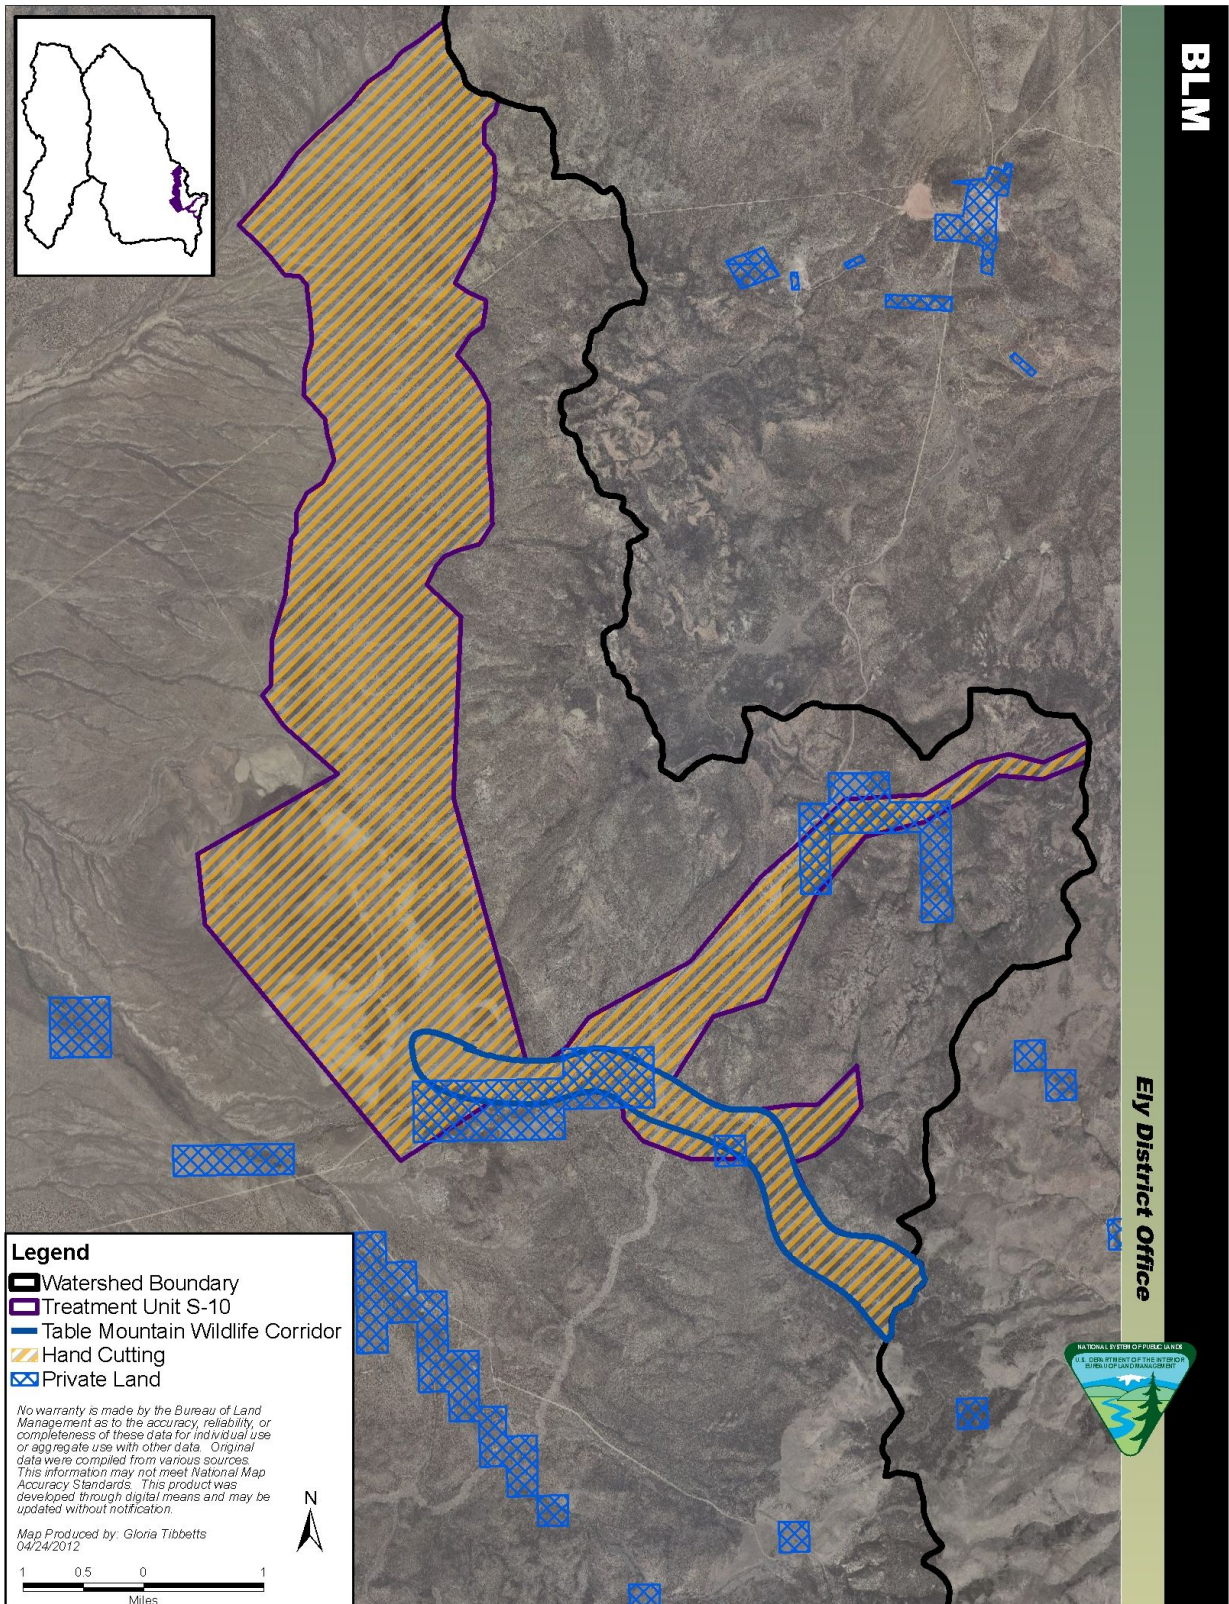 BLM
Ely District Office
Legend
Watershed Boundary
Treatment Unit S-10
Table Mountain Wildlife Corridor
Hand Cutting
Private Land
No warranty is made by the Bureau of Land
Management as to the accuracy, reliability, or
completeness of these data for individual use
or aggregate use with other data. Original
data were compiled from various sources.
This information may not meet National Map
Accuracy Standards. This product was
developed through digital means and may be
updated without notification.
Map Produced by: Gloria Tibbetts
04/24/2012
N
1 0.5 0 1
Miles
NATIONAL SYSTEM OF PUBLIC LANDS
U.S. DEPARTMENT OF THE INTERIOR
BUREAU OF LAND MANAGEMENT